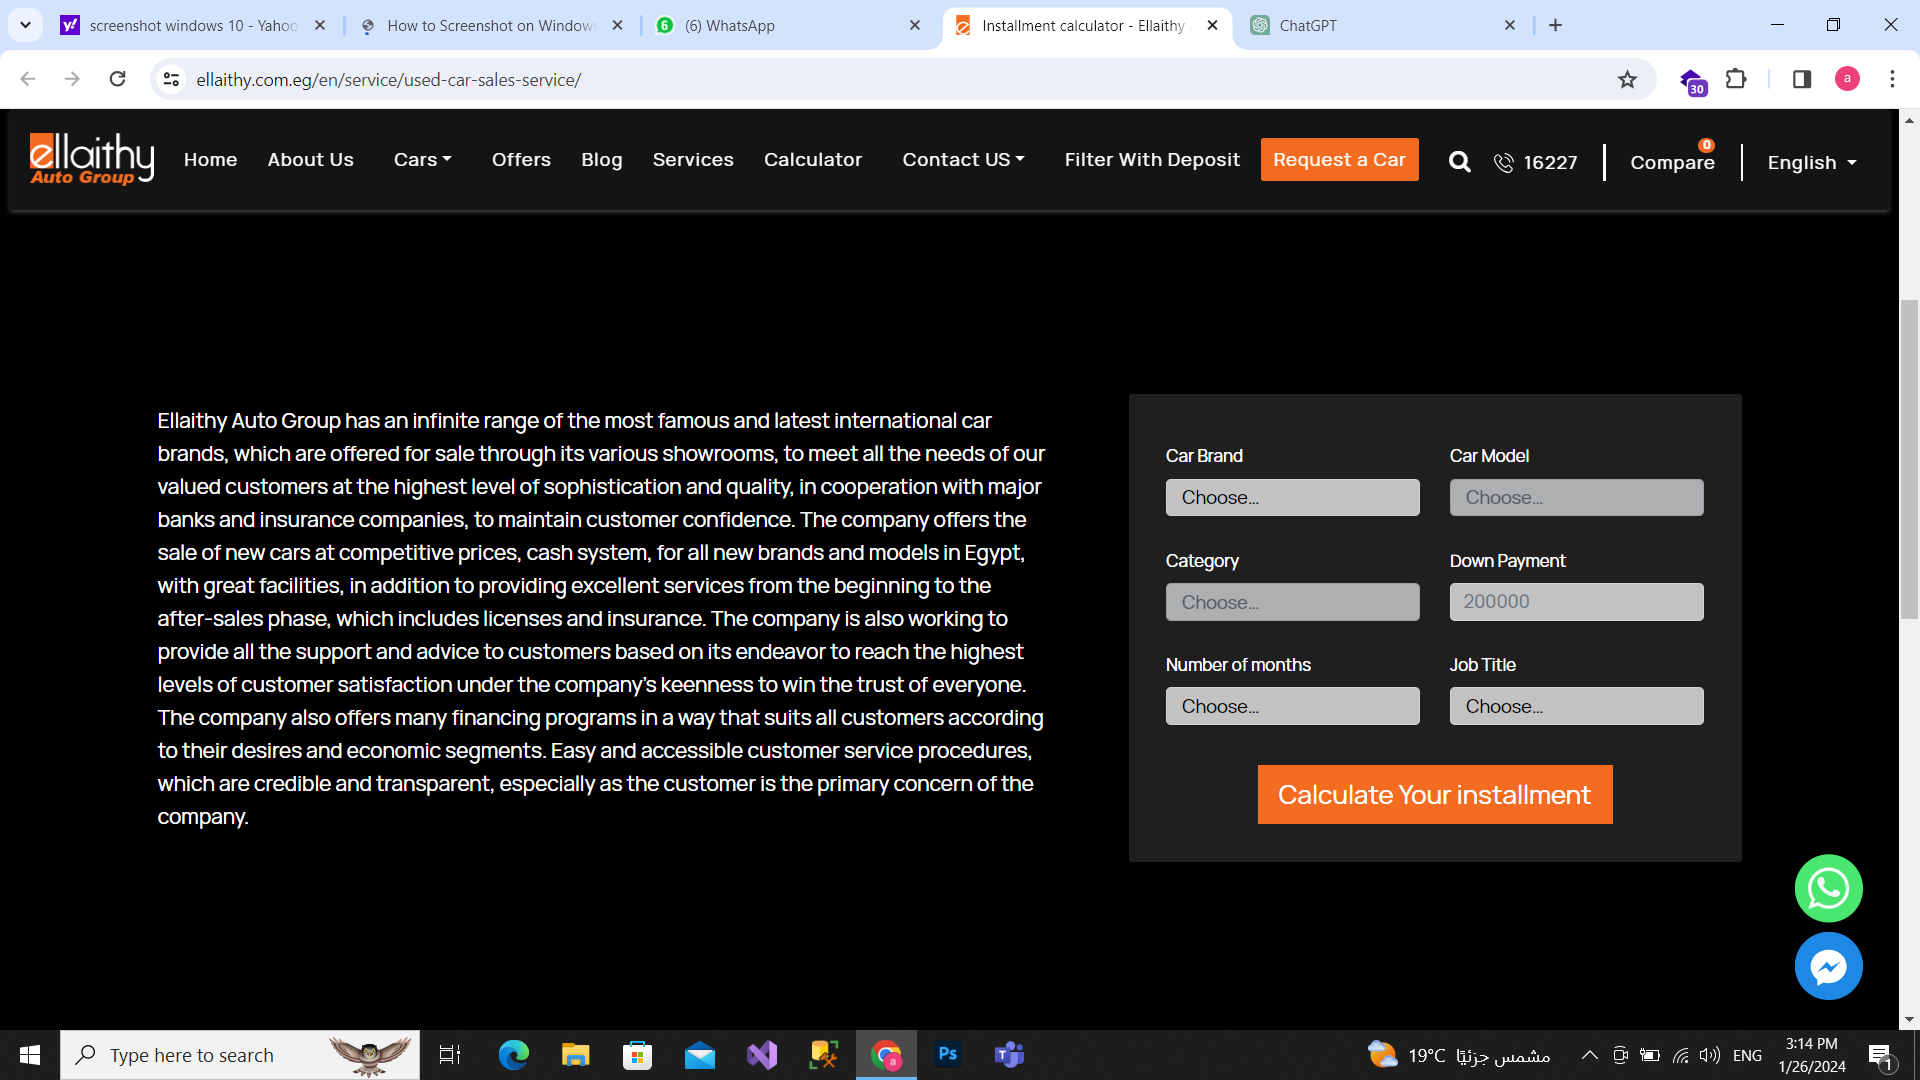 screenshot windows 10 - Yahoo
How to Screenshot on Windows
6 (6) WhatsApp
Installment calculator - Ellaithy
ChatGPT
ellaithy.com.eg/en/service/used-car-sales-service/
30
a
ellaithy
Auto Group
Home About Us Cars Offers Blog Services Calculator Contact US Filter With Deposit Request a Car 16227 Compare 0 English
Ellaithy Auto Group has an infinite range of the most famous and latest international car
brands, which are offered for sale through its various showrooms, to meet all the needs of our
valued customers at the highest level of sophistication and quality, in cooperation with major
banks and insurance companies, to maintain customer confidence. The company offers the
sale of new cars at competitive prices, cash system, for all new brands and models in Egypt,
with great facilities, in addition to providing excellent services from the beginning to the
after-sales phase, which includes licenses and insurance. The company is also working to
provide all the support and advice to customers based on its endeavor to reach the highest
levels of customer satisfaction under the company's keenness to win the trust of everyone.
The company also offers many financing programs in a way that suits all customers according
to their desires and economic segments. Easy and accessible customer service procedures,
which are credible and transparent, especially as the customer is the primary concern of the
company.
Car Brand Car Model
Choose... Choose...
Category Down Payment
Choose... 200000
Number of months Job Title
Choose... Choose...
Calculate Your installment
Type here to search
Ps
T
19°C مشمس جزئيًا
ENG
3:14 PM
1/26/2024
1